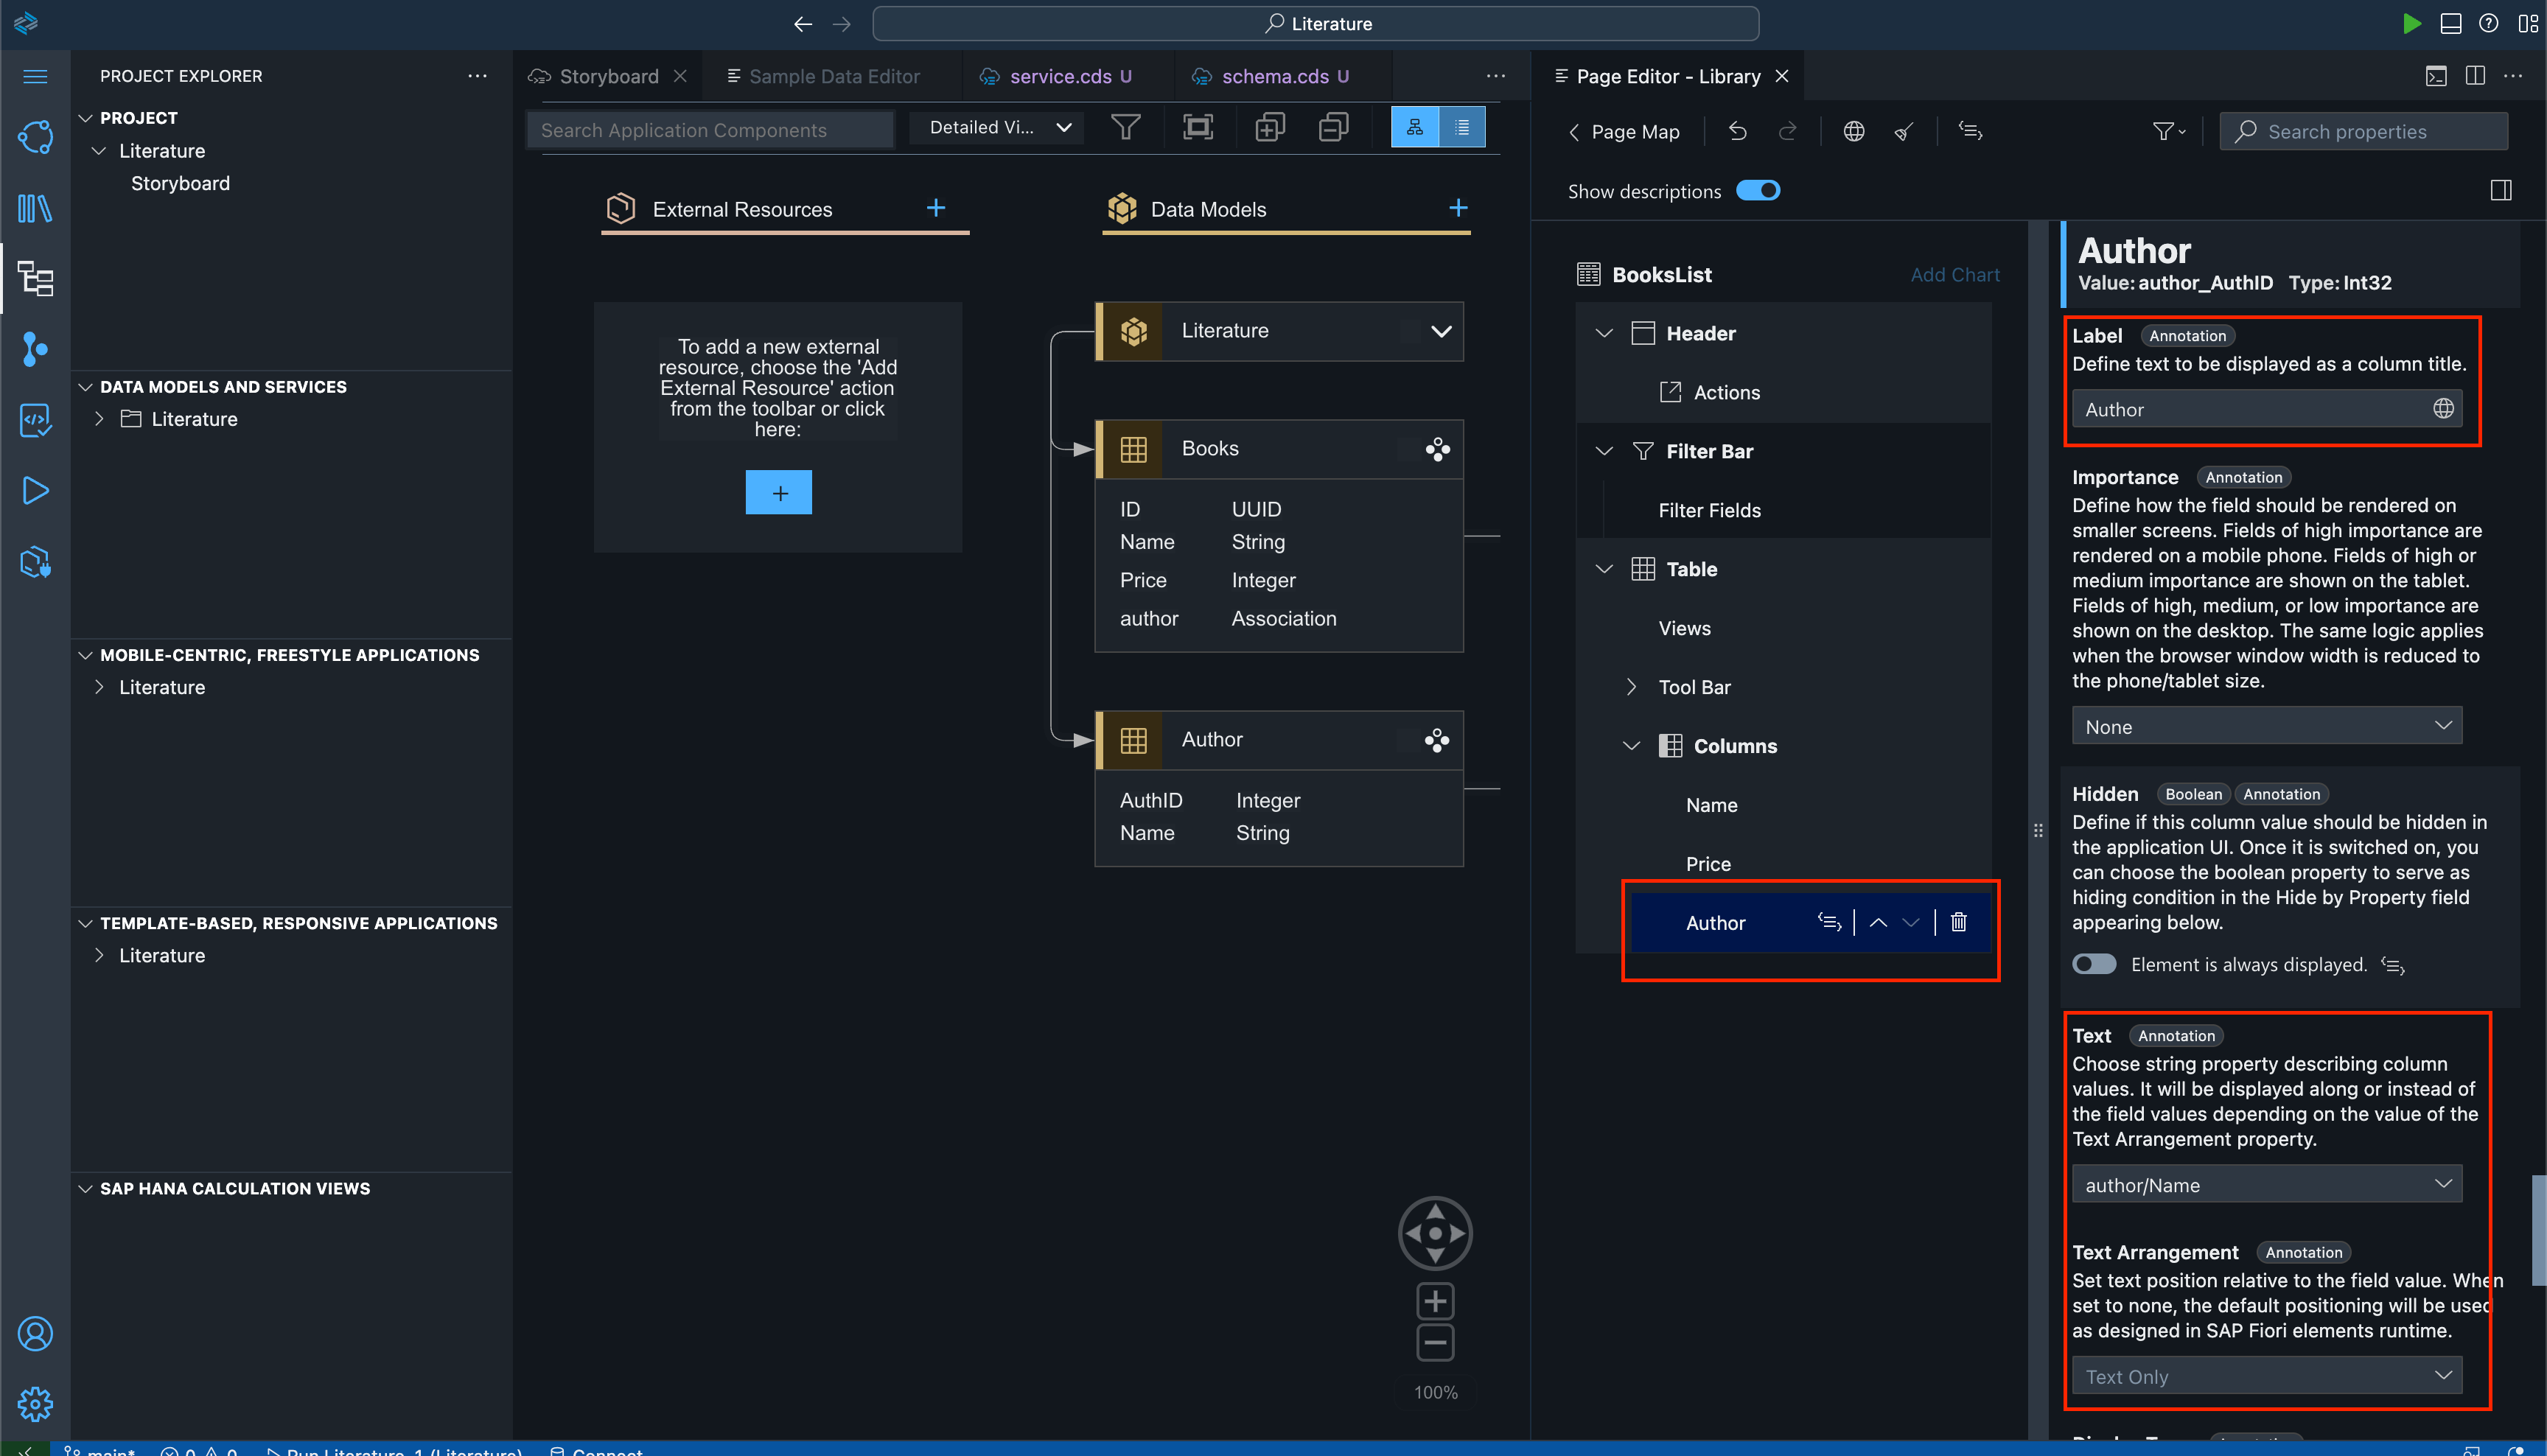 Literature
PROJECT EXPLORER
PROJECT
Literature
Storyboard
DATA MODELS AND SERVICES
Literature
MOBILE-CENTRIC, FREESTYLE APPLICATIONS
Literature
TEMPLATE-BASED, RESPONSIVE APPLICATIONS
Literature
SAP HANA CALCULATION VIEWS
Storyboard
Sample Data Editor
service.cds U
schema.cds U
Search Application Components
Detailed Vi...
External Resources
Data Models
To add a new external
resource, choose the 'Add
External Resource' action
from the toolbar or click
here:
Literature
Books
ID UUID
Name String
Price Integer
author Association
Author
AuthID Integer
Name String
100%
Page Editor - Library
Page Map
Search properties
Show descriptions
BooksList
Add Chart
Header
Actions
Filter Bar
Filter Fields
Table
Views
Tool Bar
Columns
Name
Price
Author
Author
Value: author_AuthID Type: Int32
Label Annotation
Define text to be displayed as a column title.
Author
Importance Annotation
Define how the field should be rendered on
smaller screens. Fields of high importance are
rendered on a mobile phone. Fields of high or
medium importance are shown on the tablet.
Fields of high, medium, or low importance are
shown on the desktop. The same logic applies
when the browser window width is reduced to
the phone/tablet size.
None
Hidden Boolean Annotation
Define if this column value should be hidden in
the application UI. Once it is switched on, you
can choose the boolean property to serve as
hiding condition in the Hide by Property field
appearing below.
Element is always displayed.
Text Annotation
Choose string property describing column
values. It will be displayed along or instead of
the field values depending on the value of the
Text Arrangement property.
author/Name
Text Arrangement Annotation
Set text position relative to the field value. When
set to none, the default positioning will be used
as designed in SAP Fiori elements runtime.
Text Only
main* 0 0 Run Literature-1 (Literature) Connect